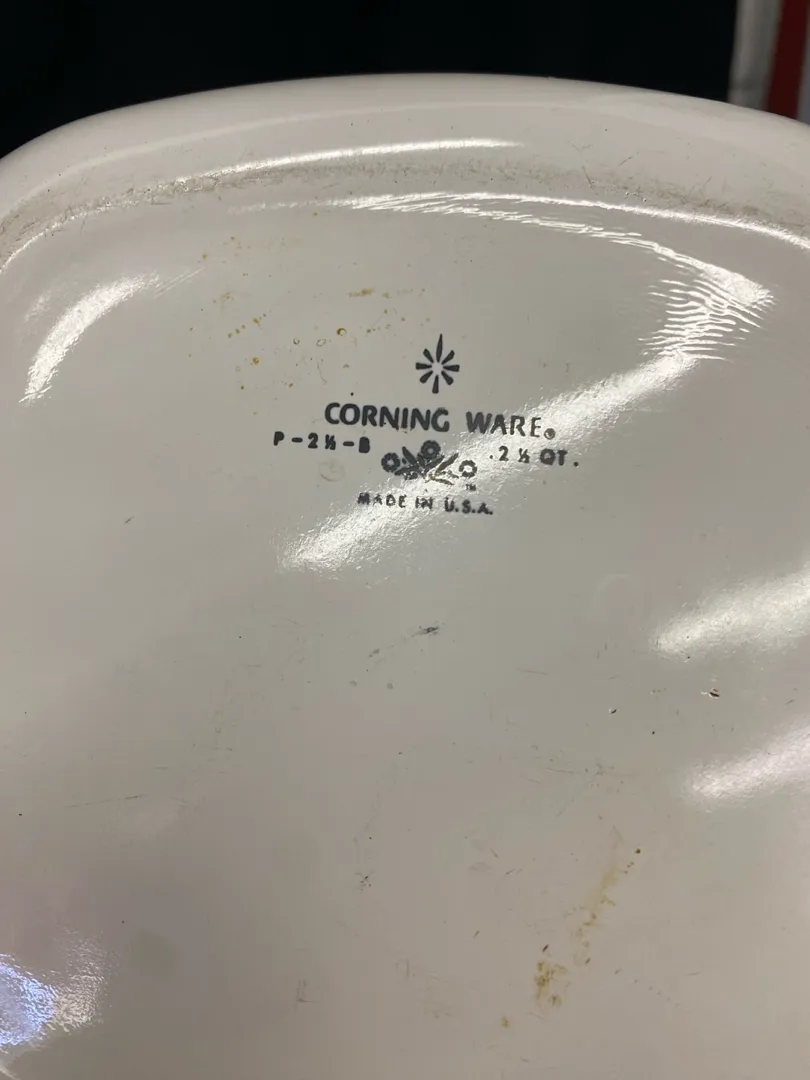 CORNING WARE®
P-2½-B 2½ QT.
MADE IN U.S.A.